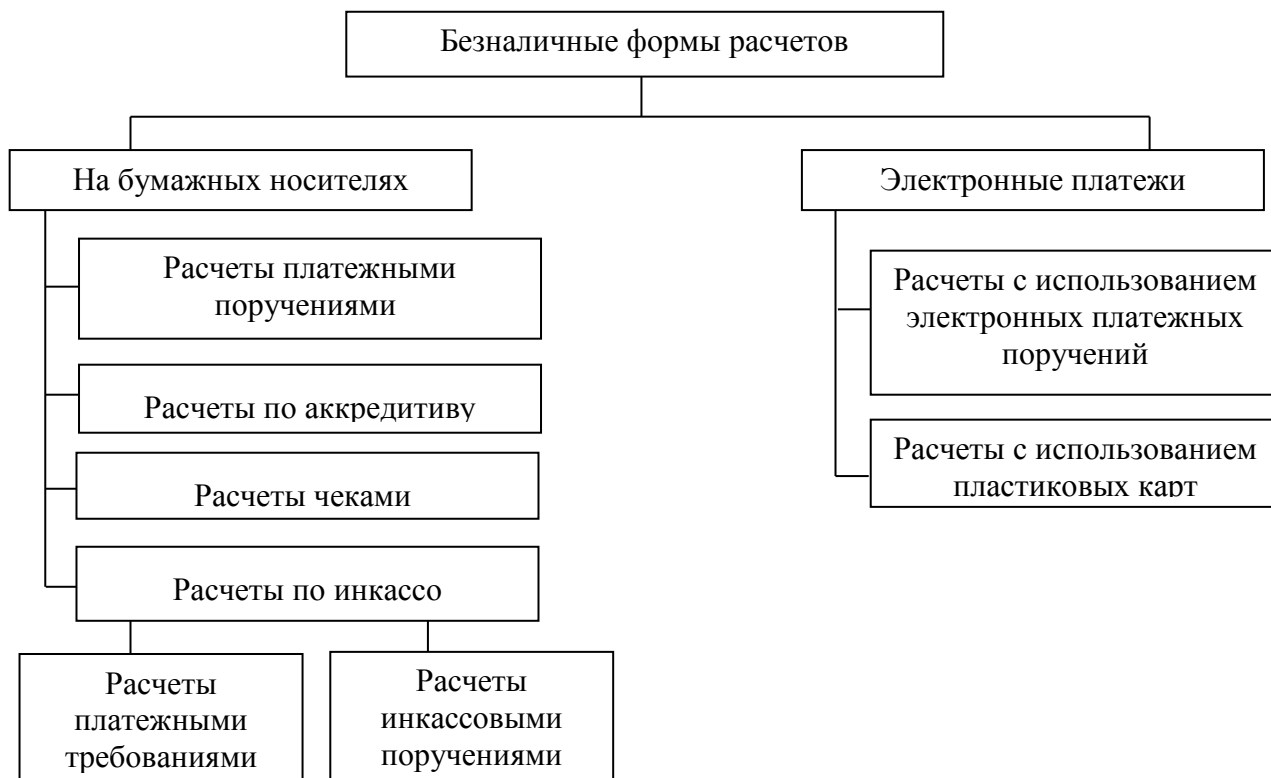 Безналичные формы расчетов
На бумажных носителях
Электронные платежи
Расчеты платежными
поручениями
Расчеты с использованием
электронных платежных
поручений
Расчеты по аккредитиву
Расчеты с использованием
пластиковых карт
Расчеты чеками
Расчеты по инкассо
Расчеты
платежными
требованиями
Расчеты
инкассовыми
поручениями